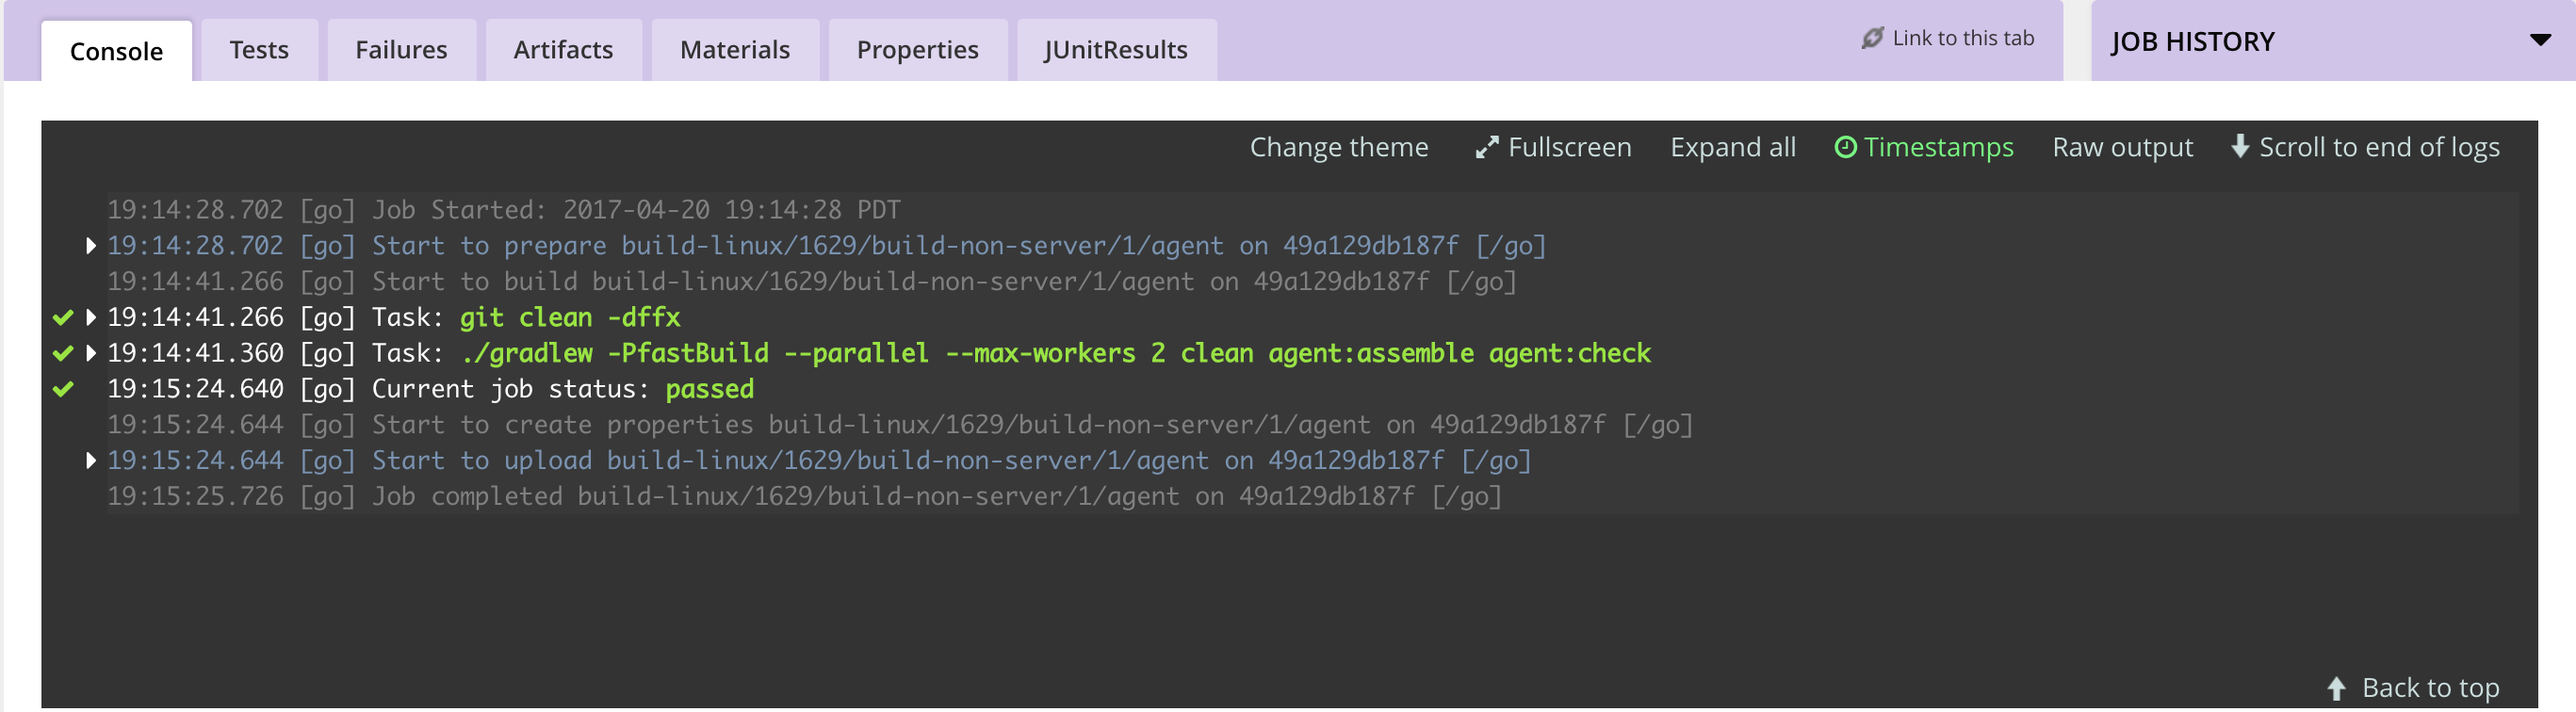 Console Tests Failures Artifacts Materials Properties JUnitResults Link to this tab JOB HISTORY
Change theme Fullscreen Expand all Timestamps Raw output Scroll to end of logs
19:14:28.702 [go] Job Started: 2017-04-20 19:14:28 PDT
19:14:28.702 [go] Start to prepare build-linux/1629/build-non-server/1/agent on 49a129db187f [/go]
19:14:41.266 [go] Start to build build-linux/1629/build-non-server/1/agent on 49a129db187f [/go]
19:14:41.266 [go] Task: git clean -dffx
19:14:41.360 [go] Task: ./gradlew -PfastBuild --parallel --max-workers 2 clean agent:assemble agent:check
19:15:24.640 [go] Current job status: passed
19:15:24.644 [go] Start to create properties build-linux/1629/build-non-server/1/agent on 49a129db187f [/go]
19:15:24.644 [go] Start to upload build-linux/1629/build-non-server/1/agent on 49a129db187f [/go]
19:15:25.726 [go] Job completed build-linux/1629/build-non-server/1/agent on 49a129db187f [/go]
Back to top